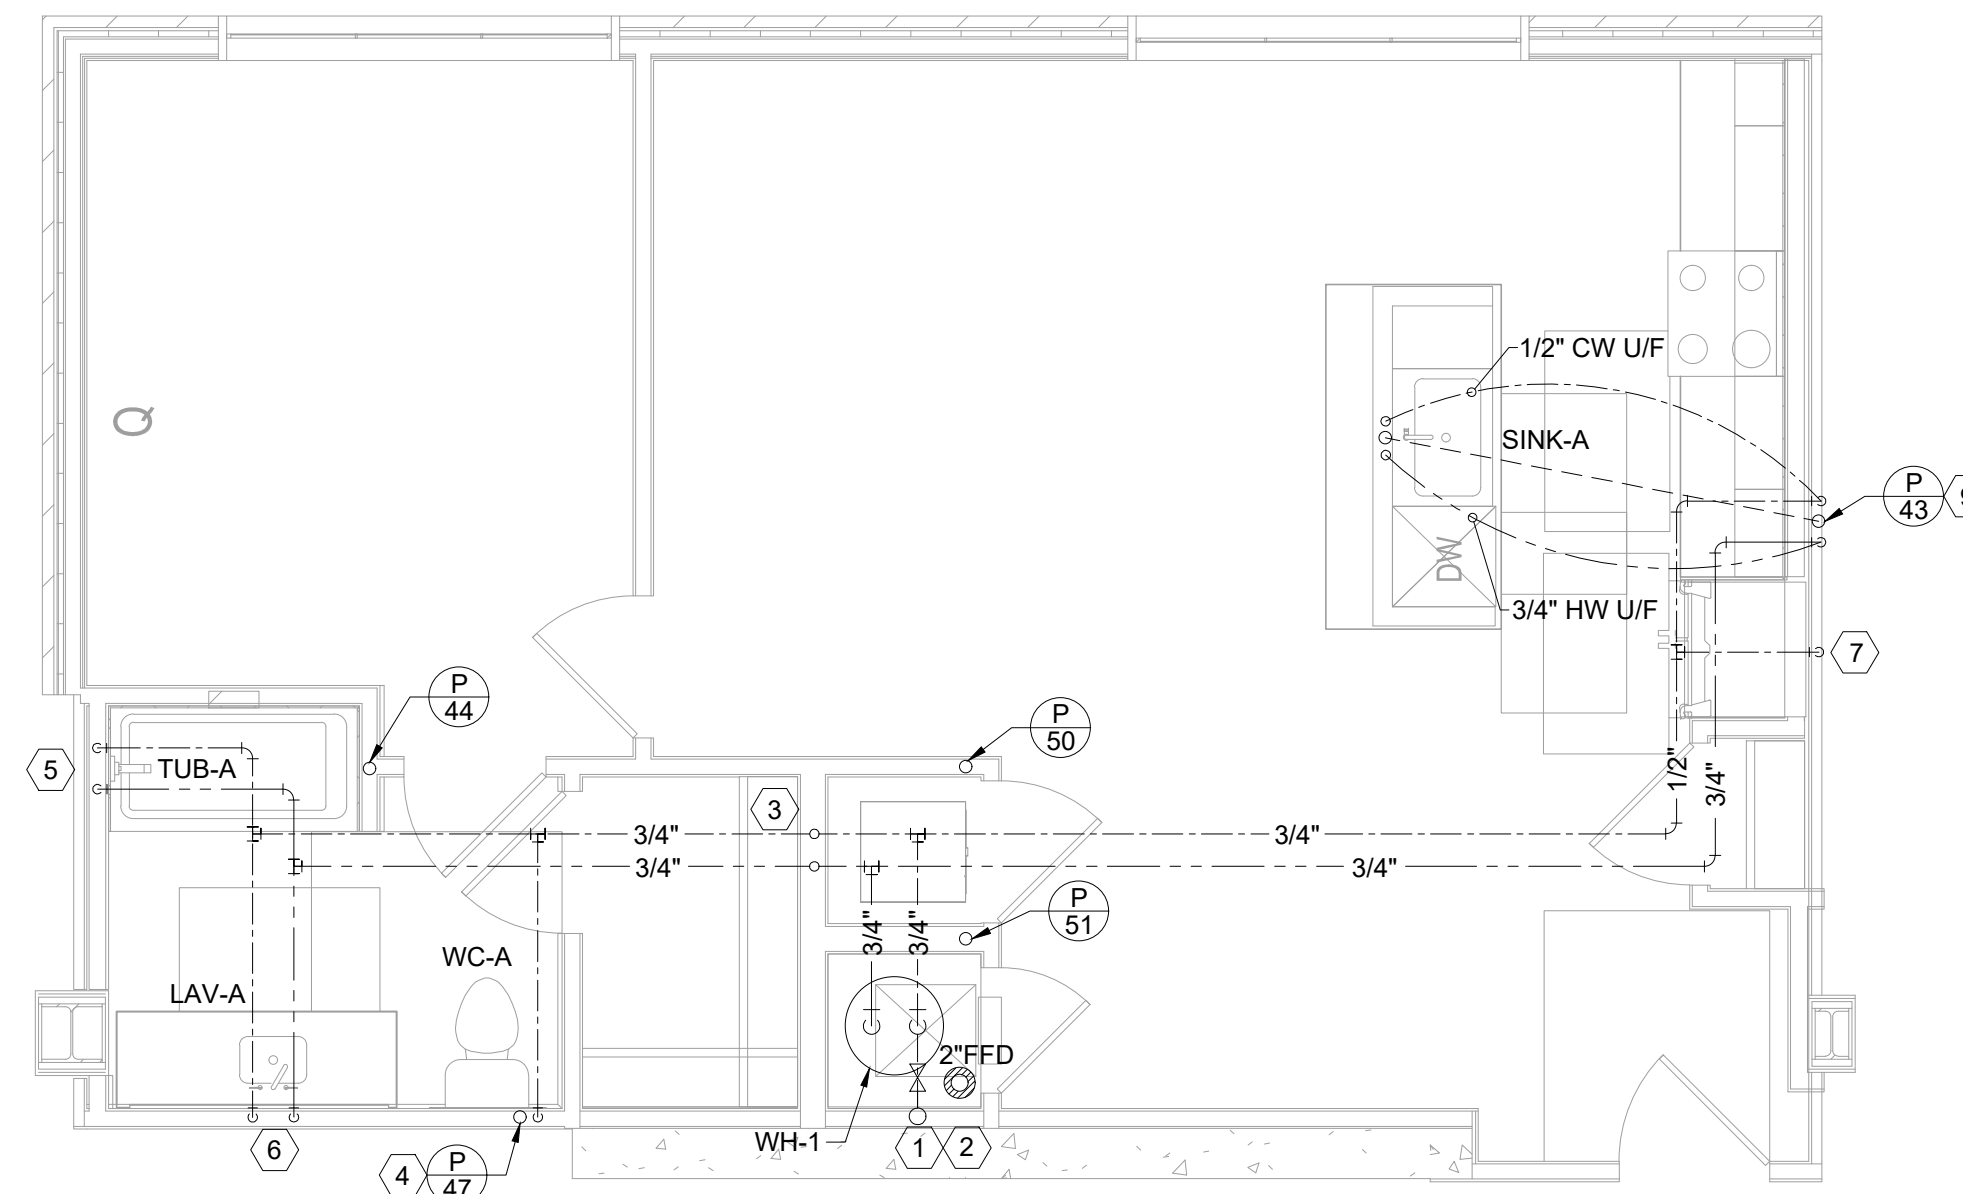 1/2" CW U/F
Q
SINK-A
P
43
DW
3/4" HW U/F
7
P
44
P
50
5
TUB-A
1/2"
3/4"
3
3/4"
3/4"
3/4"
3/4"
P
51
3/4"
3/4"
WC-A
LAV-A
2"FFD
WH-1
1
2
6
4
P
47